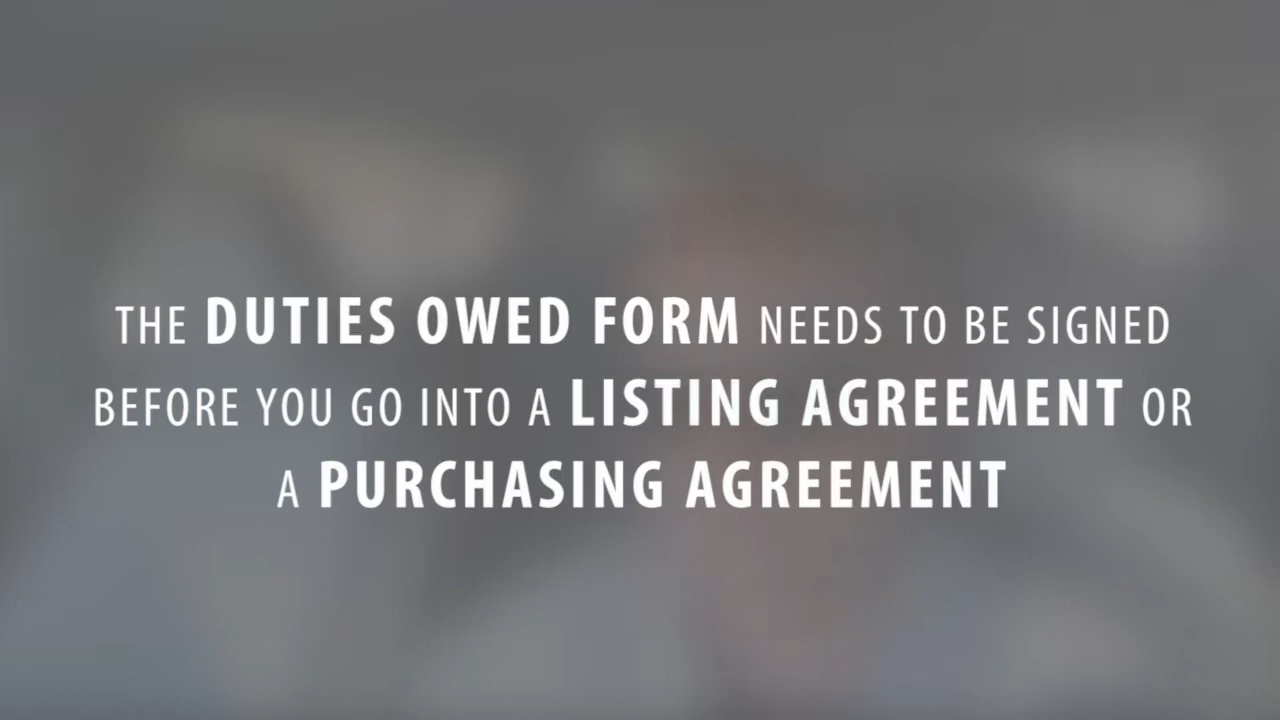 THE DUTIES OWED FORM NEEDS TO BE SIGNED
BEFORE YOU GO INTO A LISTING AGREEMENT OR
A PURCHASING AGREEMENT